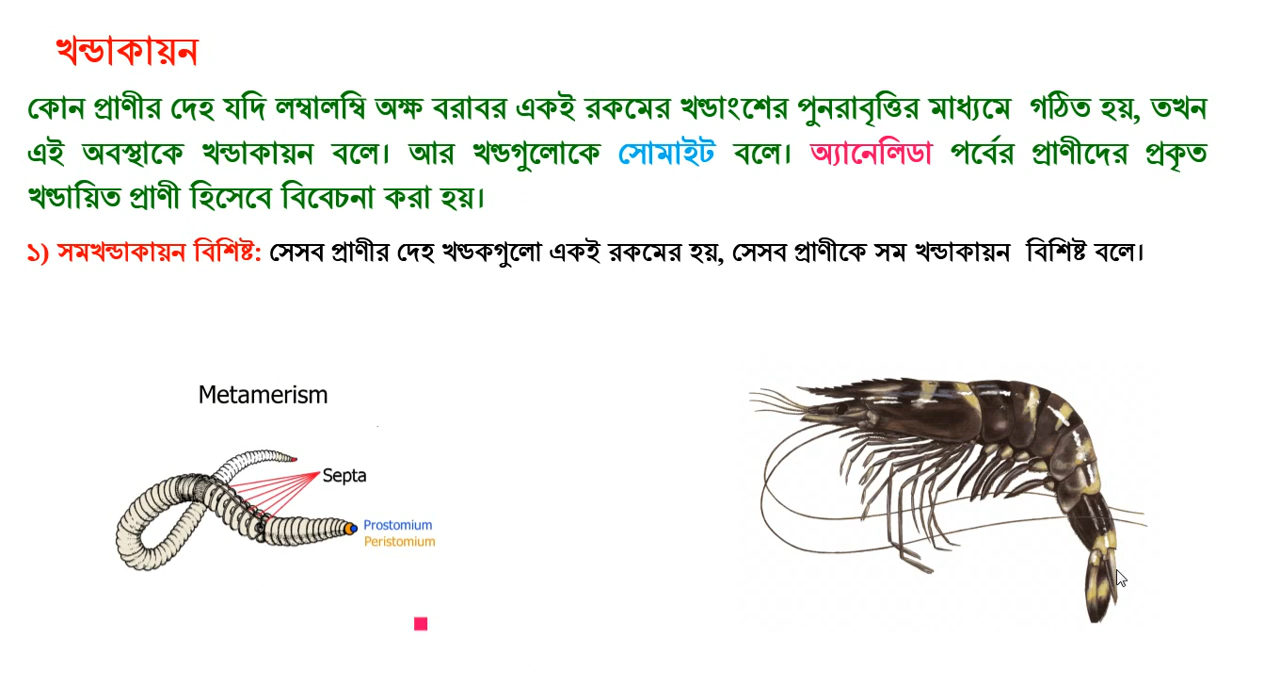 খন্ডাকায়ন
কোন প্রাণীর দেহ যদি লম্বালম্বি অক্ষ বরাবর একই রকমের খন্ডাংশের পুনরাবৃত্তির মাধ্যমে গঠিত হয়, তখন
এই অবস্থাকে খন্ডাকায়ন বলে। আর খন্ডগুলোকে সোমাইট বলে। অ্যানেলিডা পর্বের প্রাণীদের প্রকৃত
খন্ডায়িত প্রাণী হিসেবে বিবেচনা করা হয়।
১) সমখন্ডাকায়ন বিশিষ্ট: সেসব প্রাণীর দেহ খন্ডকগুলো একই রকমের হয়, সেসব প্রাণীকে সম খন্ডাকায়ন বিশিষ্ট বলে।
Metamerism
Septa
Prostomium
Peristomium